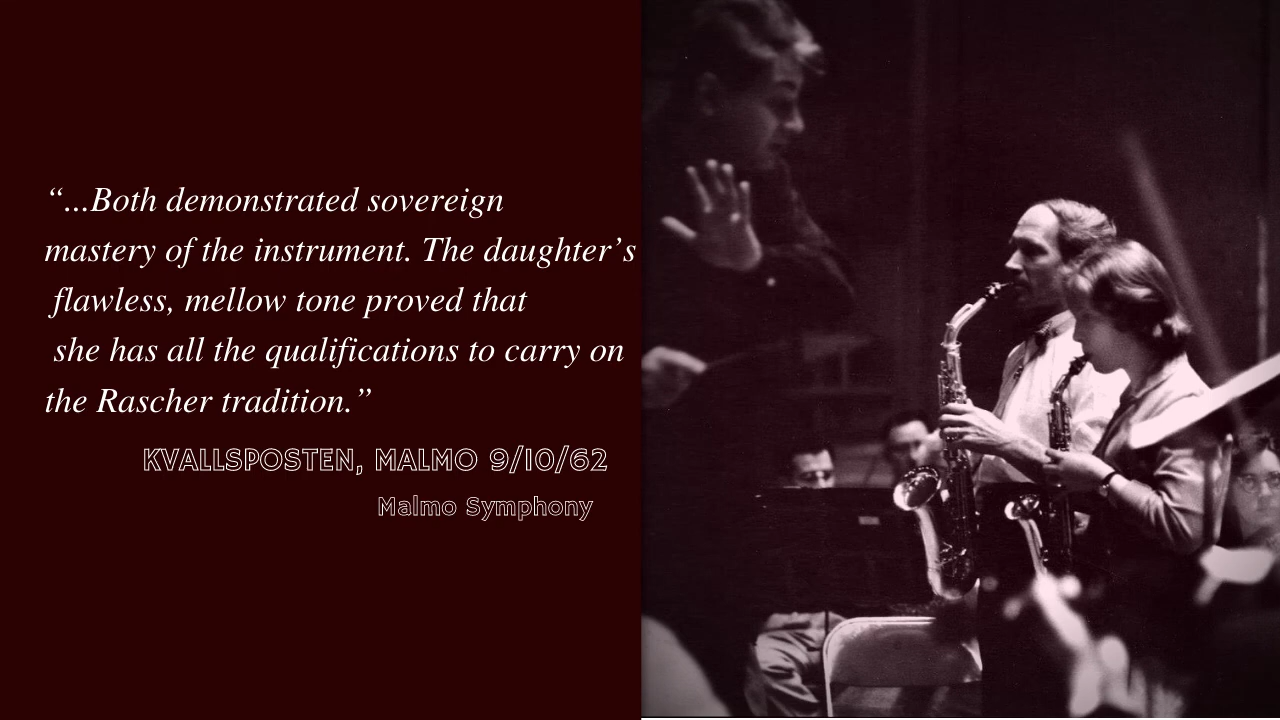 “...Both demonstrated sovereign
mastery of the instrument. The daughter’s
flawless, mellow tone proved that
she has all the qualifications to carry on
the Rascher tradition.”
KVALLSPOSTEN, MALMO 9/10/62
Malmo Symphony